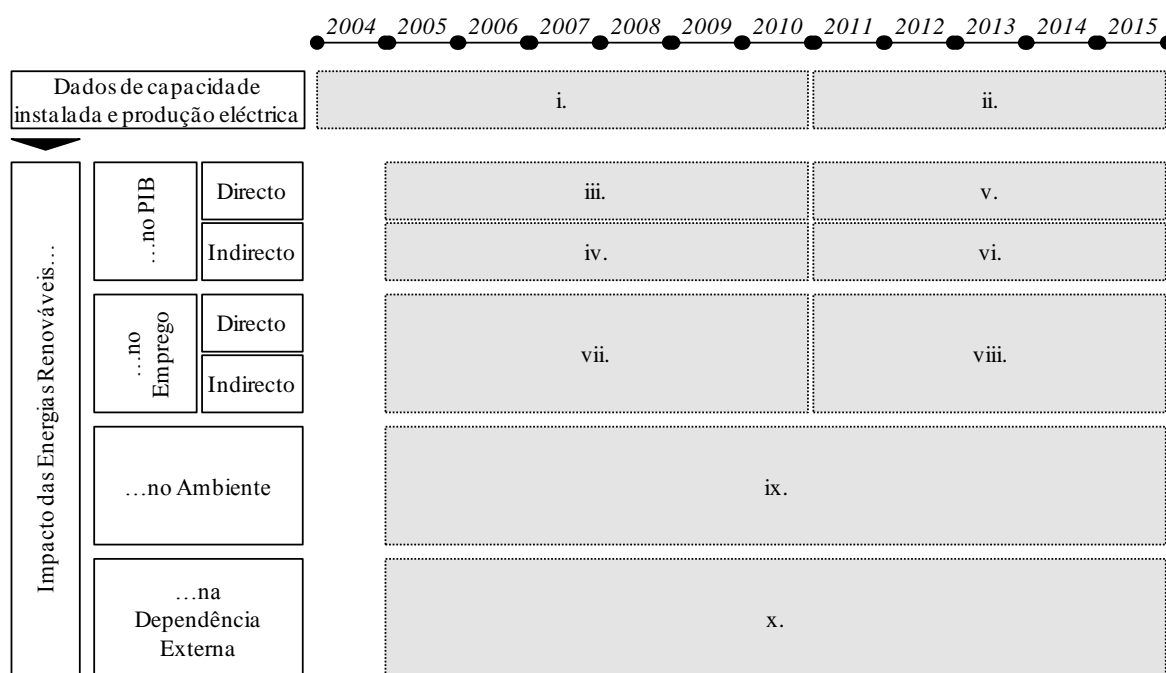 2004 2005 2006 2007 2008 2009 2010 2011 2012 2013 2014 2015
Dados de capacidade
instalada e produção eléctrica
i.
ii.
Impacto das Energias Renováveis…
…no PIB
Directo
iii.
v.
Indirecto
iv.
vi.
…no
Emprego
Directo
Indirecto
vii.
viii.
…no Ambiente
ix.
…na
Dependência
Externa
x.